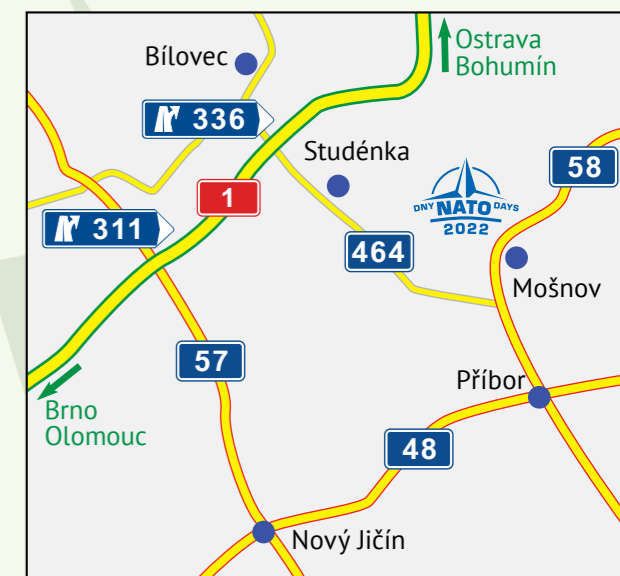 Ostrava
Bohumín
Bílovec
336
Studénka
58
1
DNY NATO DAYS
2022
311
464
Mošnov
57
Příbor
Brno
Olomouc
48
Nový Jičín